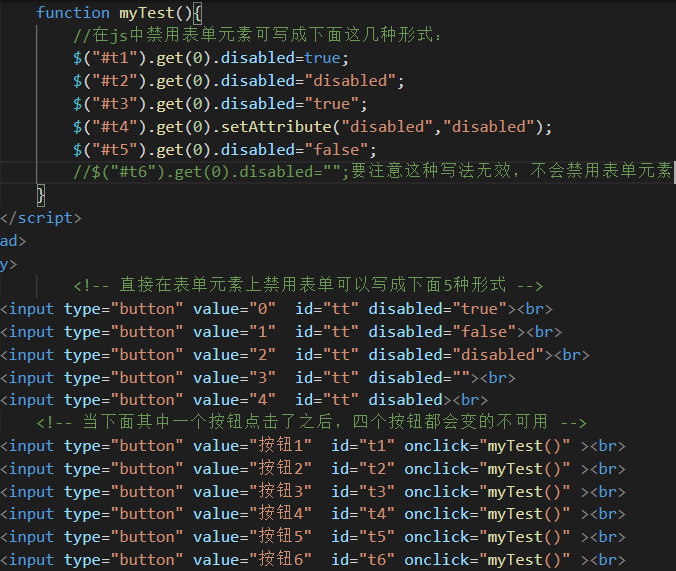 function myTest(){
//在js中禁用表单元素可写成下面这几种形式：
$("#t1").get(0).disabled=true;
$("#t2").get(0).disabled="disabled";
$("#t3").get(0).disabled="true";
$("#t4").get(0).setAttribute("disabled","disabled");
$("#t5").get(0).disabled="false";
//$("#t6").get(0).disabled="";要注意这种写法无效，不会禁用表单元素
}
</script>
ad>
y>
<!-- 直接在表单元素上禁用表单可以写成下面5种形式 -->
<input type="button" value="0"  id="tt" disabled="true"><br>
<input type="button" value="1"  id="tt" disabled="false"><br>
<input type="button" value="2"  id="tt" disabled="disabled"><br>
<input type="button" value="3"  id="tt" disabled=""><br>
<input type="button" value="4"  id="tt" disabled><br>
<!-- 当下面其中一个按钮点击了之后，四个按钮都会变的不可用 -->
<input type="button" value="按钮1"  id="t1" onclick="myTest()" ><br>
<input type="button" value="按钮2"  id="t2" onclick="myTest()" ><br>
<input type="button" value="按钮3"  id="t3" onclick="myTest()" ><br>
<input type="button" value="按钮4"  id="t4" onclick="myTest()" ><br>
<input type="button" value="按钮5"  id="t5" onclick="myTest()" ><br>
<input type="button" value="按钮6"  id="t6" onclick="myTest()" ><br>